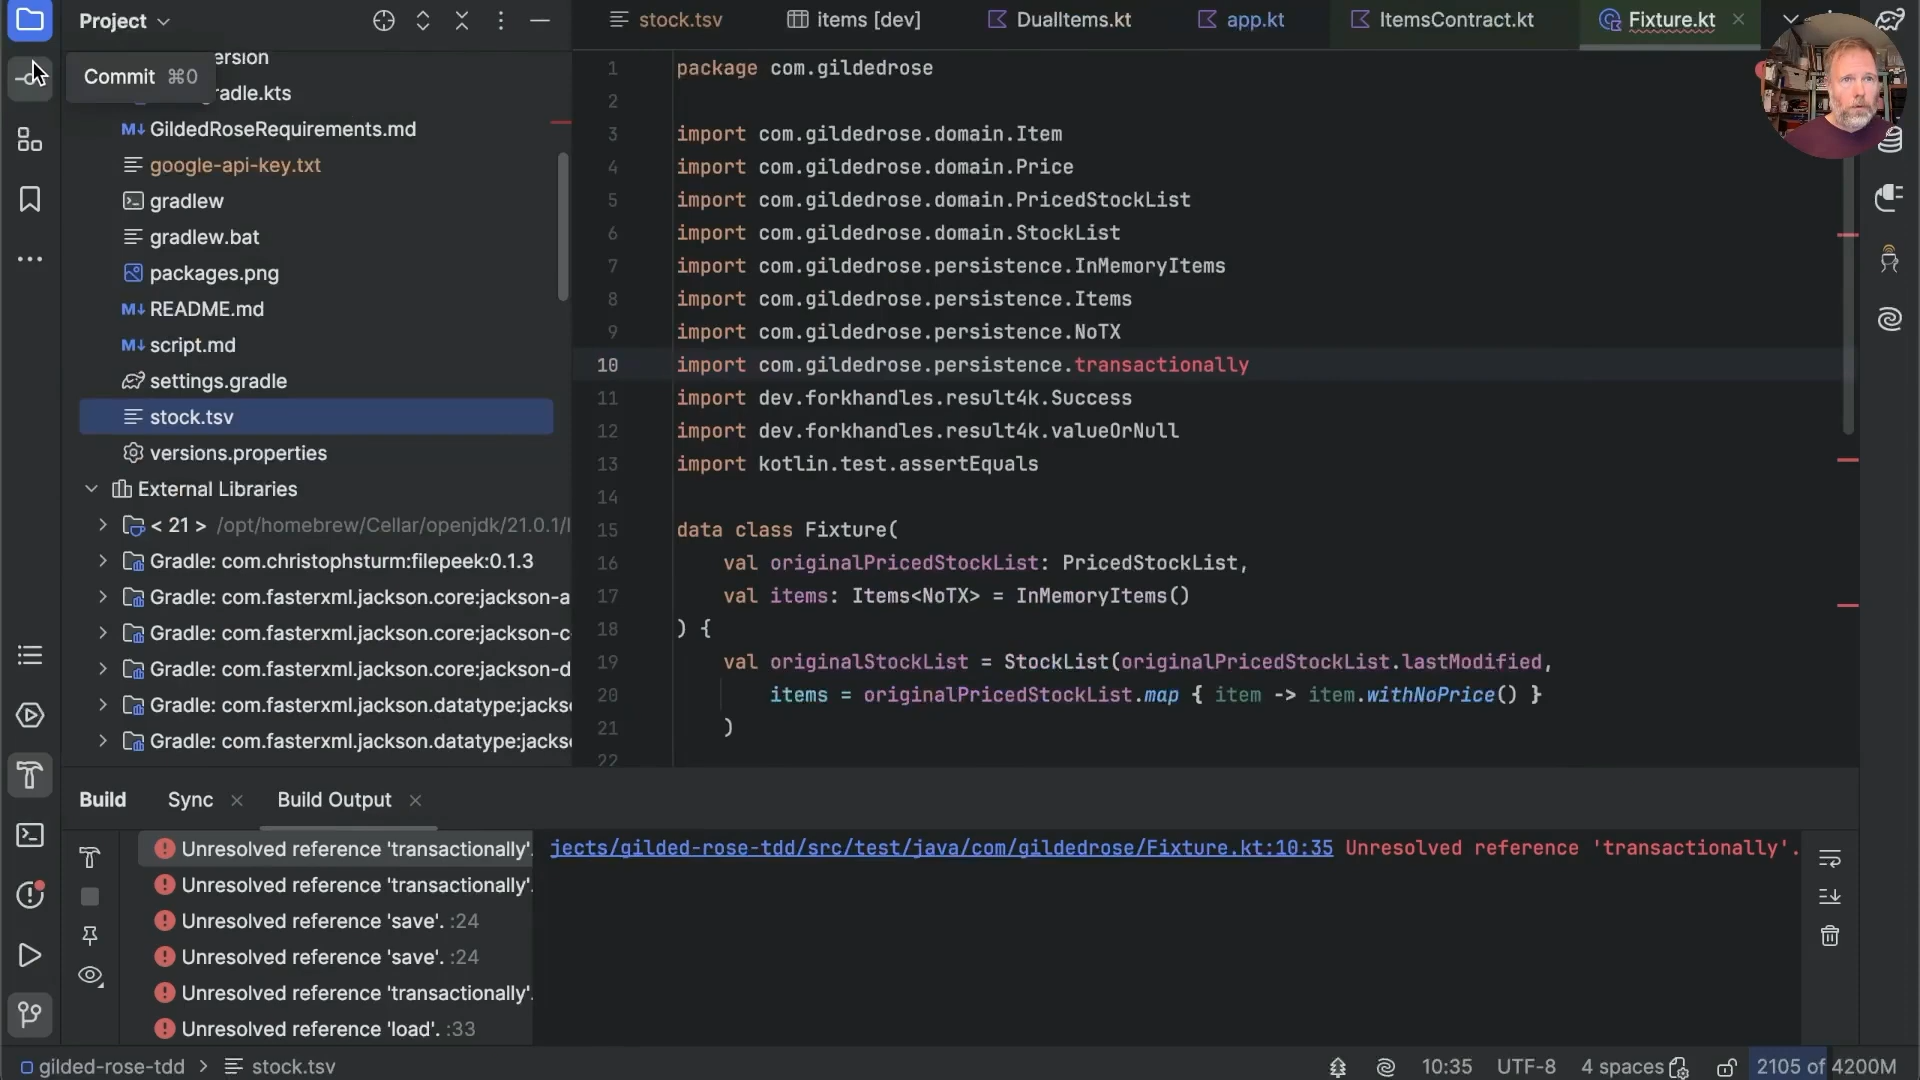 Project
stock.tsv
items [dev]
DualItems.kt
app.kt
ItemsContract.kt
Fixture.kt
Commit ⌘0
ersion
radle.kts
GildedRoseRequirements.md
google-api-key.txt
gradlew
gradlew.bat
packages.png
README.md
script.md
settings.gradle
stock.tsv
versions.properties
External Libraries
< 21 > /opt/homebrew/Cellar/openjdk/21.0.1/l
Gradle: com.christophsturm:filepeek:0.1.3
Gradle: com.fasterxml.jackson.core:jackson-a
Gradle: com.fasterxml.jackson.core:jackson-c
Gradle: com.fasterxml.jackson.core:jackson-d
Gradle: com.fasterxml.jackson.datatype:jackse
Gradle: com.fasterxml.jackson.datatype:jackse
1 package com.gildedrose
2
3 import com.gildedrose.domain.Item
4 import com.gildedrose.domain.Price
5 import com.gildedrose.domain.PricedStockList
6 import com.gildedrose.domain.StockList
7 import com.gildedrose.persistence.InMemoryItems
8 import com.gildedrose.persistence.Items
9 import com.gildedrose.persistence.NoTX
10 import com.gildedrose.persistence.transactionally
11 import dev.forkhandles.result4k.Success
12 import dev.forkhandles.result4k.valueOrNull
13 import kotlin.test.assertEquals
14
15 data class Fixture(
16 val originalPricedStockList: PricedStockList,
17 val items: Items<NoTX> = InMemoryItems()
18 ) {
19 val originalStockList = StockList(originalPricedStockList.lastModified,
20 items = originalPricedStockList.map { item -> item.withNoPrice() }
21 )
22
Build
Sync
Build Output
Unresolved reference 'transactionally'.
Unresolved reference 'transactionally'.
Unresolved reference 'save'. :24
Unresolved reference 'save'. :24
Unresolved reference 'transactionally'.
Unresolved reference 'load'. :33
jects/gilded-rose-tdd/src/test/java/com/gildedrose/Fixture.kt:10:35 Unresolved reference 'transactionally'.
gilded-rose-tdd > stock.tsv
10:35
UTF-8
4 spaces
2105 of 4200M